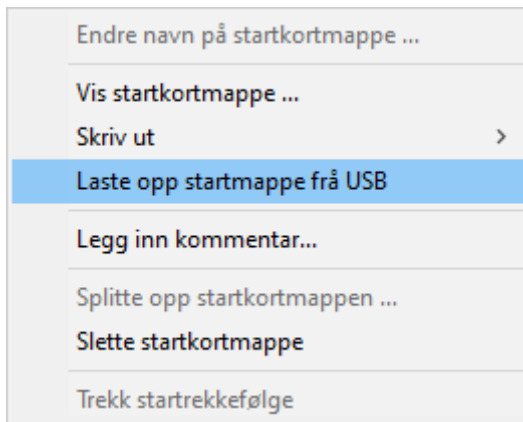 Endre navn på startkortmappe ...
Vis startkortmappe ...
Skriv ut
Laste opp startmappe frå USB
Legg inn kommentar...
Splitte opp startkortmappen ...
Slette startkortmappe
Trekk startrekkefølge